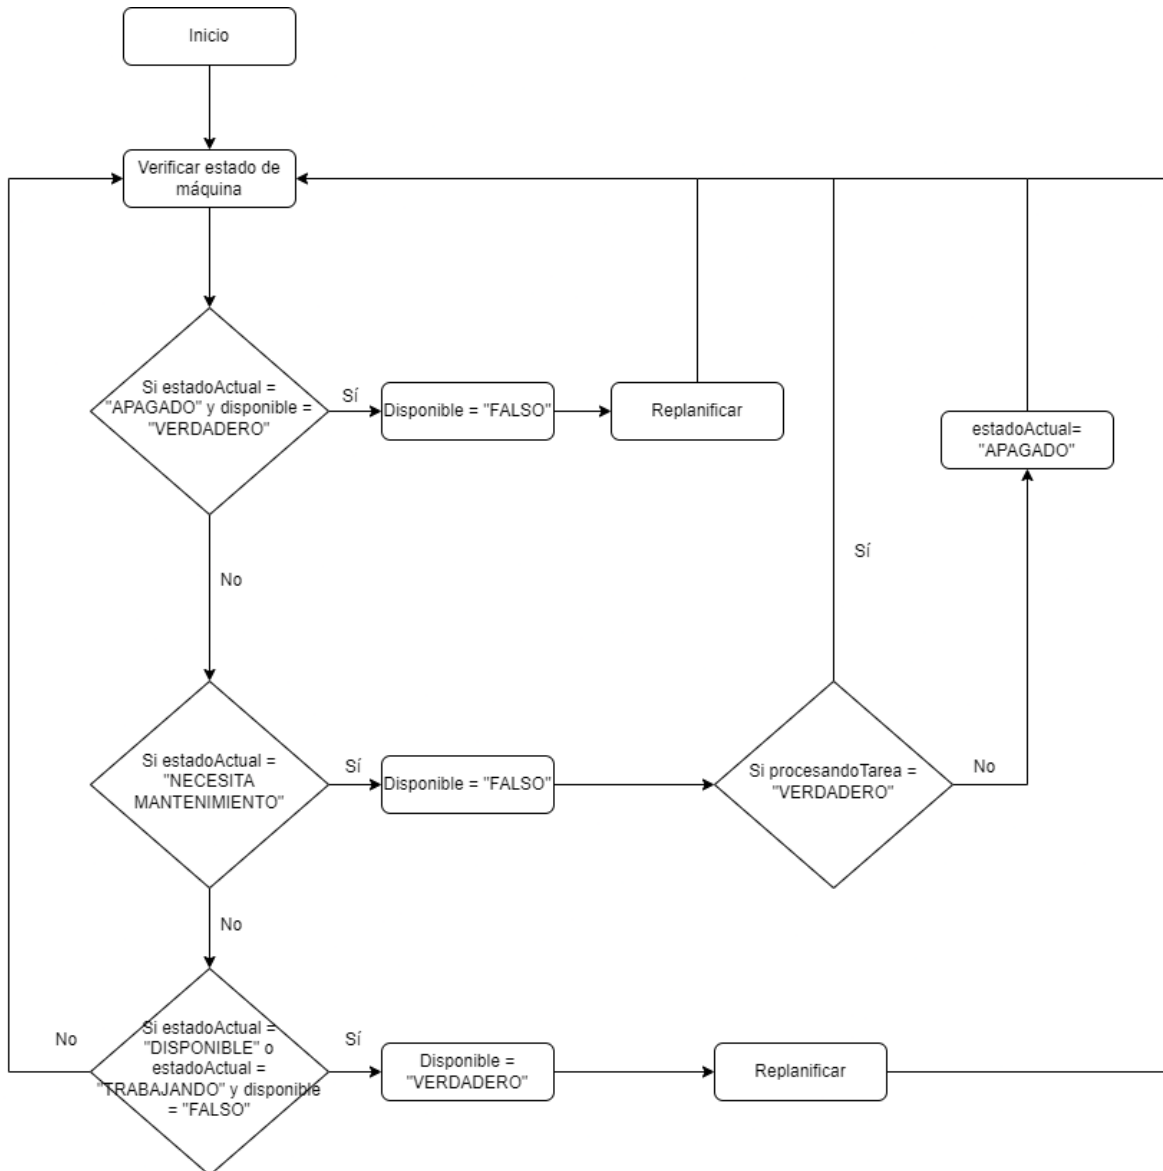 Inicio
Verificar estado de
máquina
Si estadoActual =
"APAGADO" y disponible =
"VERDADERO"
Sí
Disponible = "FALSO"
Replanificar
estadoActual=
"APAGADO"
Sí
No
Si estadoActual =
"NECESITA
MANTENIMIENTO"
Sí
Disponible = "FALSO"
Si procesandoTarea =
"VERDADERO"
No
No
Si estadoActual =
"DISPONIBLE" o
estadoActual =
"TRABAJANDO" y disponible
= "FALSO"
No
Sí
Disponible =
"VERDADERO"
Replanificar